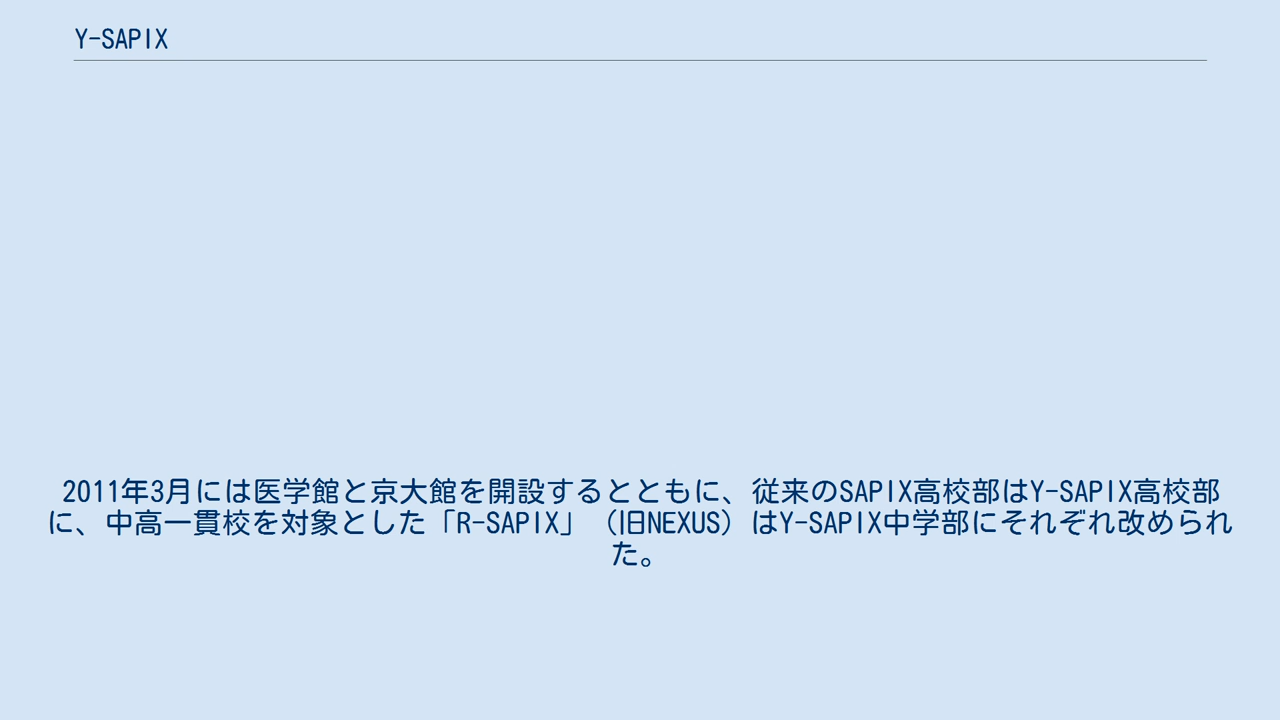 Y-SAPIX
2011年3月には医学館と京大館を開設するとともに、従来のSAPIX高校部はY-SAPIX高校部
に、中高一貫校を対象とした「R-SAPIX」（旧NEXUS）はY-SAPIX中学部にそれぞれ改められ
た。